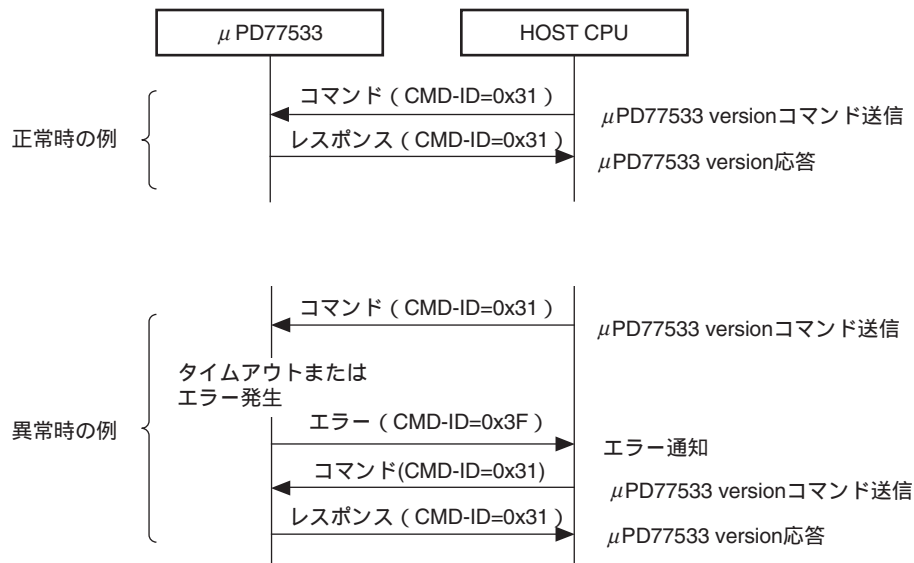 μ PD77533
HOST CPU
正常時の例
コマンド ( CMD-ID=0x31 )
μPD77533 versionコマンド送信
レスポンス ( CMD-ID=0x31 )
μPD77533 version応答
異常時の例
コマンド ( CMD-ID=0x31 )
μPD77533 versionコマンド送信
タイムアウトまたは
エラー発生
エラー ( CMD-ID=0x3F )
エラー通知
コマンド(CMD-ID=0x31)
μPD77533 versionコマンド送信
レスポンス ( CMD-ID=0x31 )
μPD77533 version応答